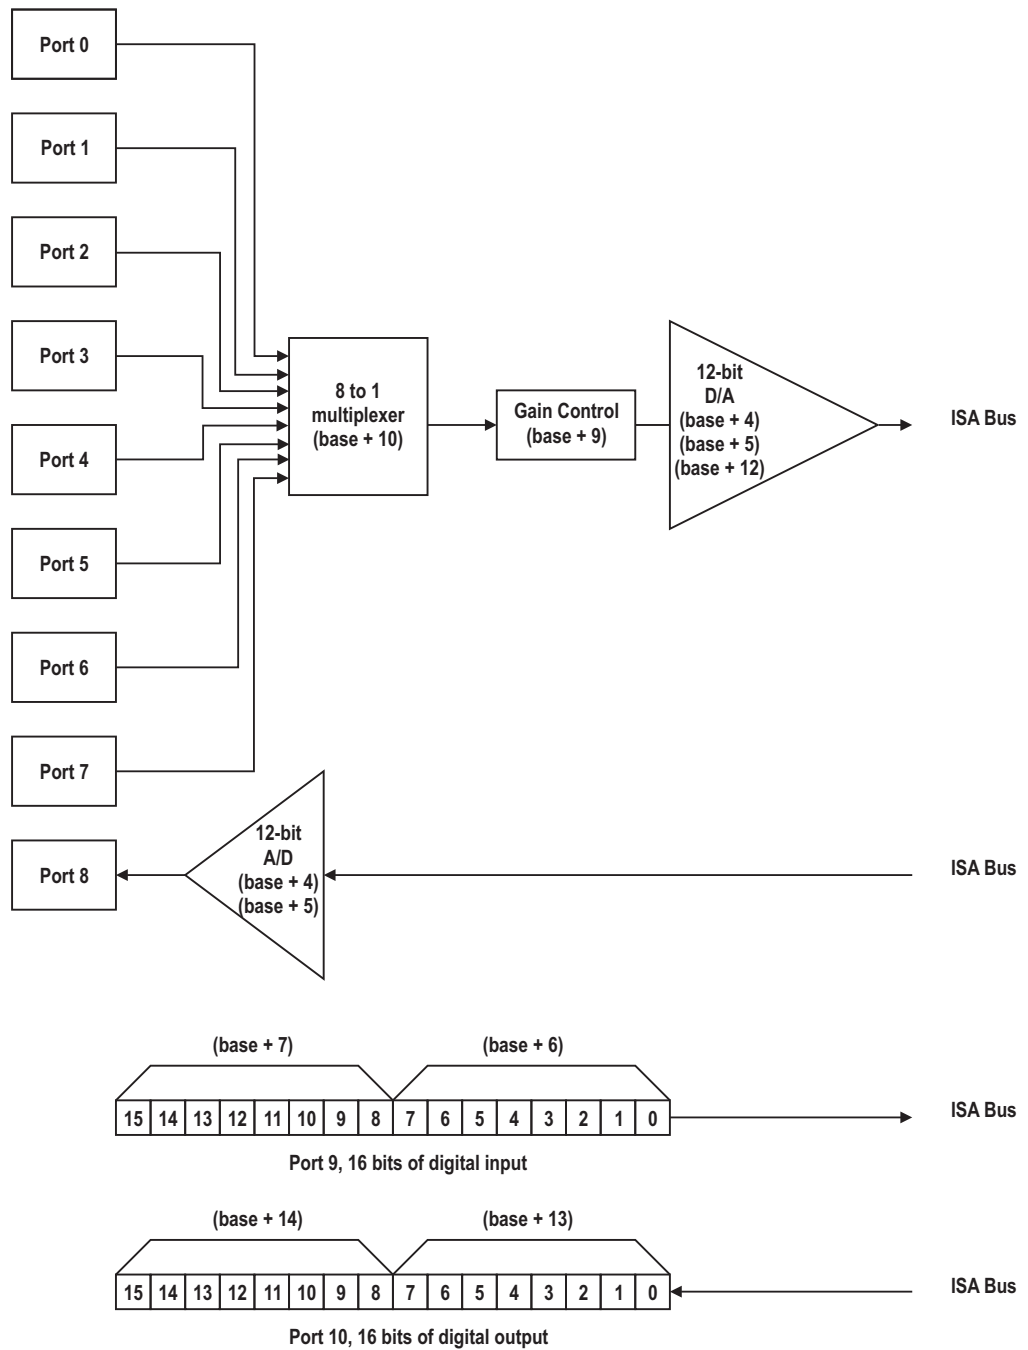 Port 0
Port 1
Port 2
Port 3
Port 4
Port 5
Port 6
Port 7
8 to 1
multiplexer
(base + 10)
Gain Control
(base + 9)
12-bit
D/A
(base + 4)
(base + 5)
(base + 12)
ISA Bus
Port 8
12-bit
A/D
(base + 4)
(base + 5)
ISA Bus
(base + 7) (base + 6)
15 14 13 12 11 10 9 8 7 6 5 4 3 2 1 0
ISA Bus
Port 9, 16 bits of digital input
(base + 14) (base + 13)
15 14 13 12 11 10 9 8 7 6 5 4 3 2 1 0
ISA Bus
Port 10, 16 bits of digital output